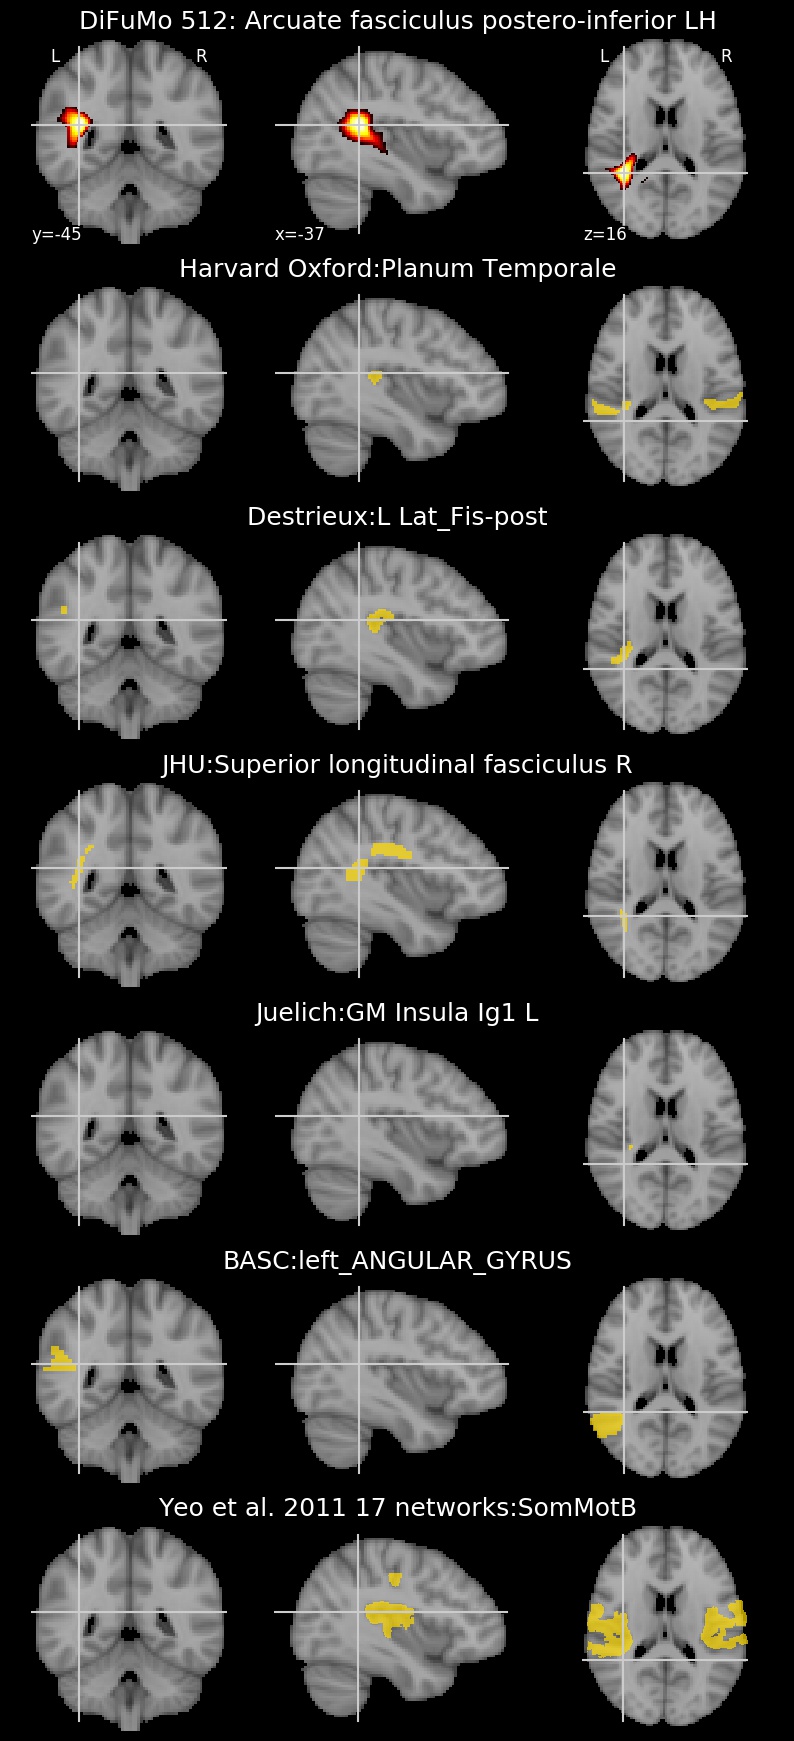 DiFuMo 512: Arcuate fasciculus postero-inferior LH
L R L R
y=-45 x=-37 z=16
Harvard Oxford:Planum Temporale
Destrieux:L Lat_Fis-post
JHU:Superior longitudinal fasciculus R
Juelich:GM Insula Ig1 L
BASC:left_ANGULAR_GYRUS
Yeo et al. 2011 17 networks:SomMotB